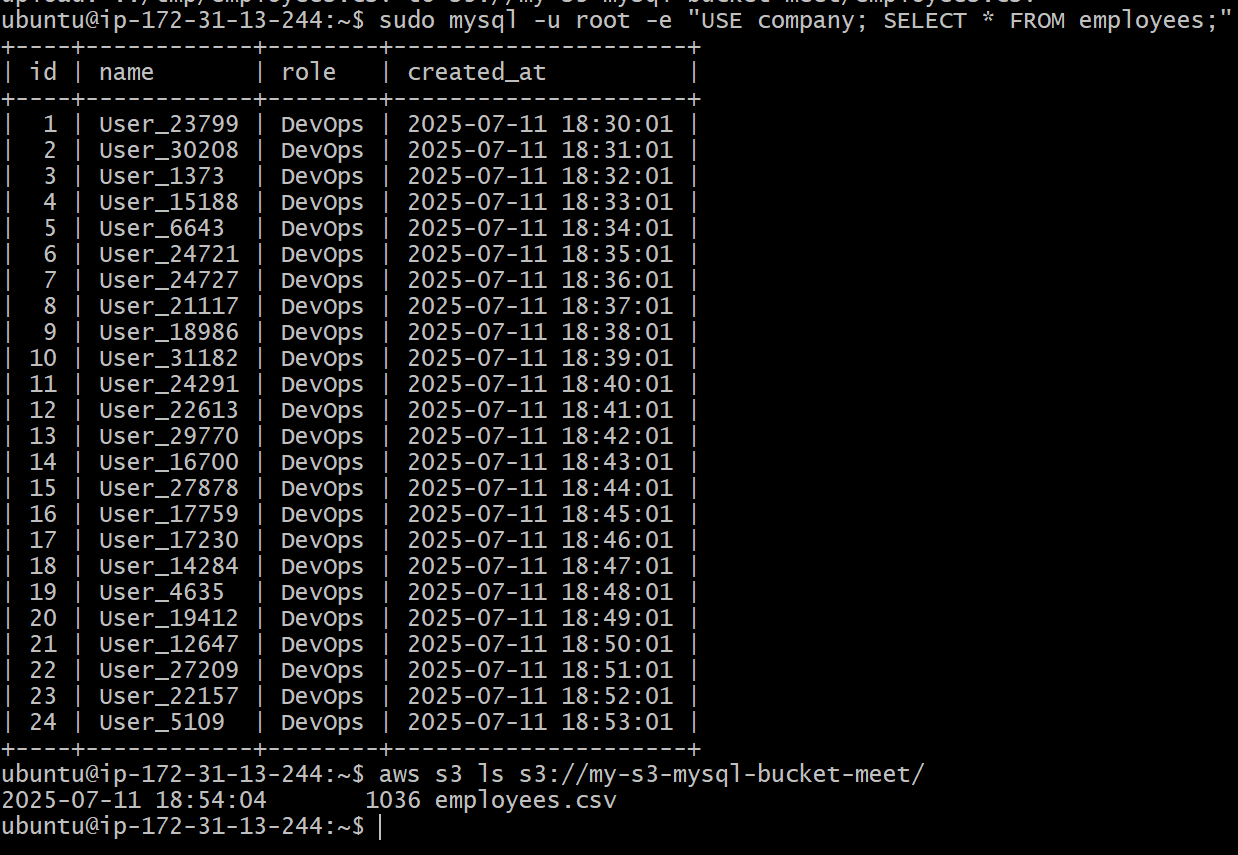 ubuntu@ip-172-31-13-244:~$ sudo mysql -u root -e "USE company; SELECT * FROM employees;"
+----+------------+--------+---------------------+
| id | name       | role   | created_at          |
+----+------------+--------+---------------------+
|  1 | User_23799 | DevOps | 2025-07-11 18:30:01 |
|  2 | User_30208 | DevOps | 2025-07-11 18:31:01 |
|  3 | User_1373  | DevOps | 2025-07-11 18:32:01 |
|  4 | User_15188 | DevOps | 2025-07-11 18:33:01 |
|  5 | User_6643  | DevOps | 2025-07-11 18:34:01 |
|  6 | User_24721 | DevOps | 2025-07-11 18:35:01 |
|  7 | User_24727 | DevOps | 2025-07-11 18:36:01 |
|  8 | User_21117 | DevOps | 2025-07-11 18:37:01 |
|  9 | User_18986 | DevOps | 2025-07-11 18:38:01 |
| 10 | User_31182 | DevOps | 2025-07-11 18:39:01 |
| 11 | User_24291 | DevOps | 2025-07-11 18:40:01 |
| 12 | User_22613 | DevOps | 2025-07-11 18:41:01 |
| 13 | User_29770 | DevOps | 2025-07-11 18:42:01 |
| 14 | User_16700 | DevOps | 2025-07-11 18:43:01 |
| 15 | User_27878 | DevOps | 2025-07-11 18:44:01 |
| 16 | User_17759 | DevOps | 2025-07-11 18:45:01 |
| 17 | User_17230 | DevOps | 2025-07-11 18:46:01 |
| 18 | User_14284 | DevOps | 2025-07-11 18:47:01 |
| 19 | User_4635  | DevOps | 2025-07-11 18:48:01 |
| 20 | User_19412 | DevOps | 2025-07-11 18:49:01 |
| 21 | User_12647 | DevOps | 2025-07-11 18:50:01 |
| 22 | User_27209 | DevOps | 2025-07-11 18:51:01 |
| 23 | User_22157 | DevOps | 2025-07-11 18:52:01 |
| 24 | User_5109  | DevOps | 2025-07-11 18:53:01 |
+----+------------+--------+---------------------+
ubuntu@ip-172-31-13-244:~$ aws s3 ls s3://my-s3-mysql-bucket-meet/
2025-07-11 18:54:04       1036 employees.csv
ubuntu@ip-172-31-13-244:~$